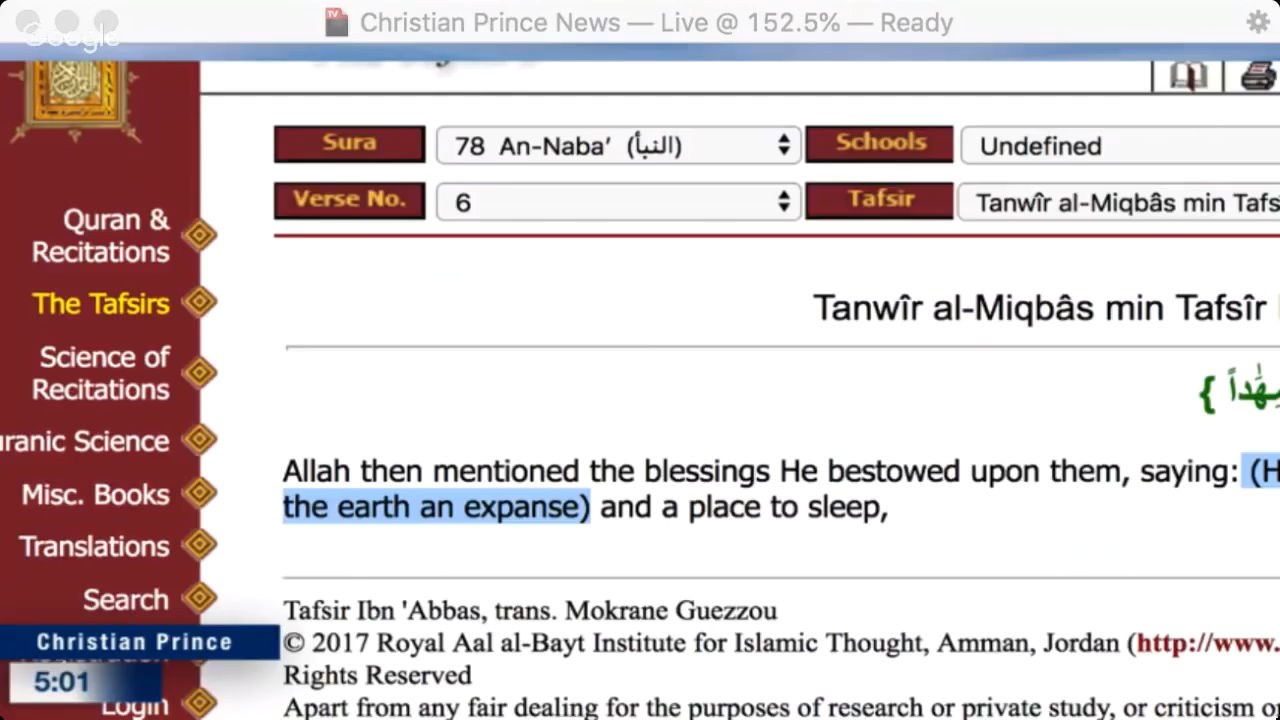 Christian Prince News — Live @ 152.5% — Ready
Google
Sura
78 An-Naba’ (النبأ)
Schools
Undefined
Verse No.
6
Tafsir
Tanwîr al-Miqbâs min Tafs
Quran &
Recitations
The Tafsirs
Science of
Recitations
uranic Science
Misc. Books
Translations
Search
Login
Tanwîr al-Miqbâs min Tafsîr
Allah then mentioned the blessings He bestowed upon them, saying: (H
the earth an expanse) and a place to sleep,
Tafsir Ibn 'Abbas, trans. Mokrane Guezzou
© 2017 Royal Aal al-Bayt Institute for Islamic Thought, Amman, Jordan (http://www.
Rights Reserved
Apart from any fair dealing for the purposes of research or private study, or criticism o
Christian Prince
5:01